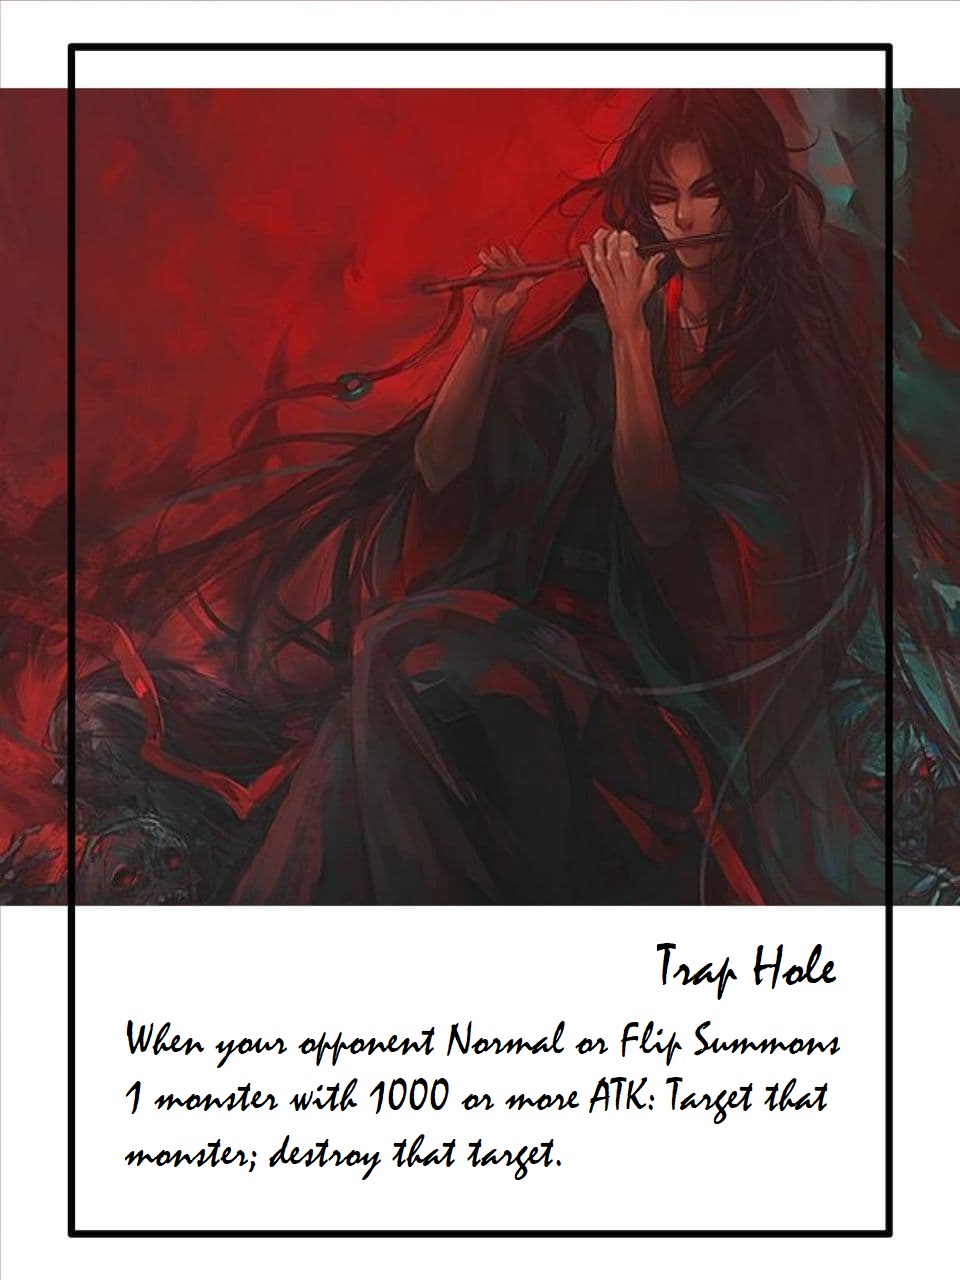 Trap Hole
When your opponent Normal or Flip Summons
1 monster with 1000 or more ATK: Target that
monster; destroy that target.